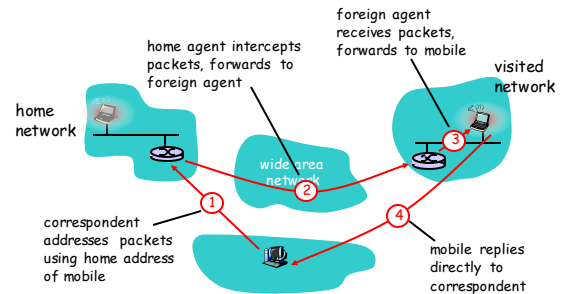 foreign agent
receives packets,
forwards to mobile
home agent intercepts
packets, forwards to
foreign agent
visited
network
home
network
3
wide area
network
2
1
4
correspondent
addresses packets
using home address
of mobile
mobile replies
directly to
correspondent